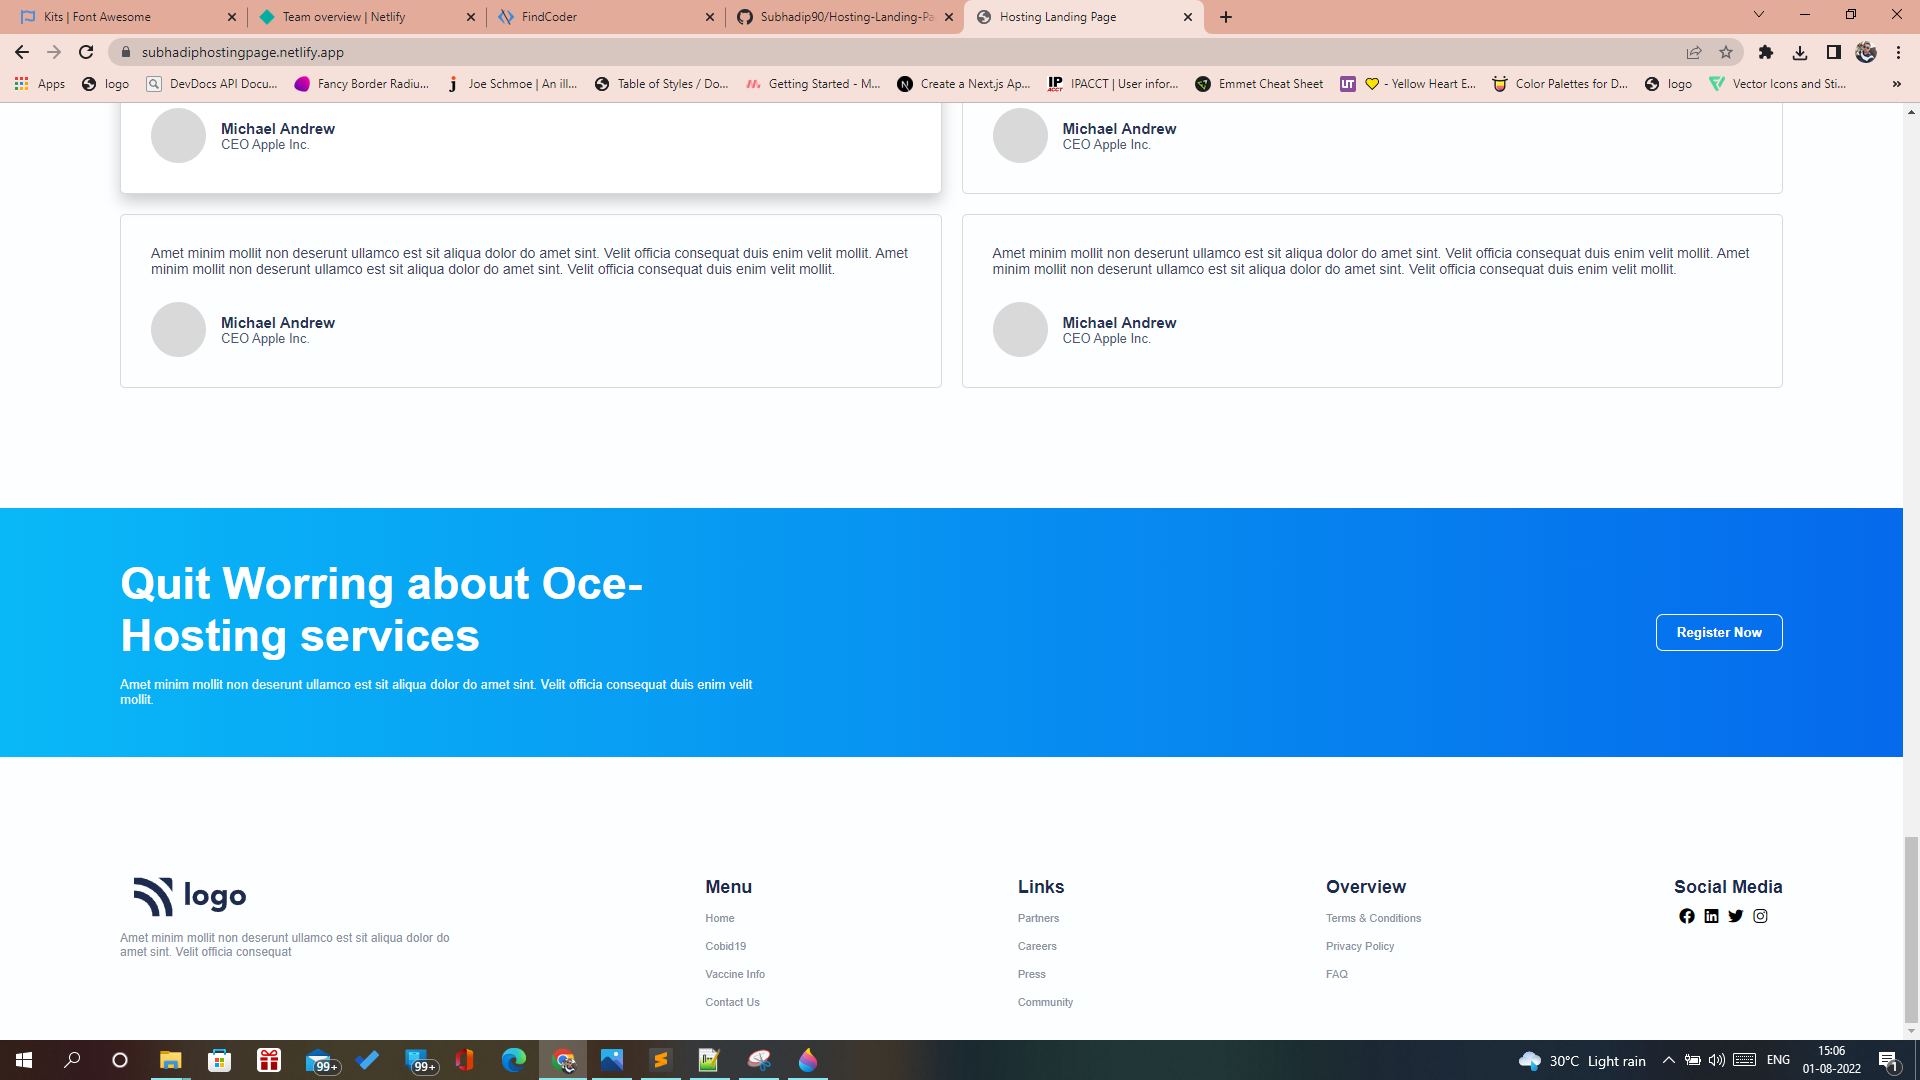 Kits | Font Awesome
Team overview | Netlify
FindCoder
Subhadip90/Hosting-Landing-Pa
Hosting Landing Page
subhadiphostingpage.netlify.app
Apps
logo
DevDocs API Docu...
Fancy Border Radiu...
Joe Schmoe | An ill...
Table of Styles / Do...
Getting Started - M...
Create a Next.js Ap...
IPACCT | User infor...
Emmet Cheat Sheet
- Yellow Heart E...
Color Palettes for D...
logo
Vector Icons and Sti...
»
Michael Andrew
CEO Apple Inc.
Michael Andrew
CEO Apple Inc.
Amet minim mollit non deserunt ullamco est sit aliqua dolor do amet sint. Velit officia consequat duis enim velit mollit. Amet
minim mollit non deserunt ullamco est sit aliqua dolor do amet sint. Velit officia consequat duis enim velit mollit.
Michael Andrew
CEO Apple Inc.
Amet minim mollit non deserunt ullamco est sit aliqua dolor do amet sint. Velit officia consequat duis enim velit mollit. Amet
minim mollit non deserunt ullamco est sit aliqua dolor do amet sint. Velit officia consequat duis enim velit mollit.
Michael Andrew
CEO Apple Inc.
Quit Worring about Oce-
Hosting services
Amet minim mollit non deserunt ullamco est sit aliqua dolor do amet sint. Velit officia consequat duis enim velit
mollit.
Register Now
logo
Amet minim mollit non deserunt ullamco est sit aliqua dolor do
amet sint. Velit officia consequat
Menu
Home
Cobid19
Vaccine Info
Contact Us
Links
Partners
Careers
Press
Community
Overview
Terms & Conditions
Privacy Policy
FAQ
Social Media
99+
99+
30°C Light rain
ENG
15:06
01-08-2022
1